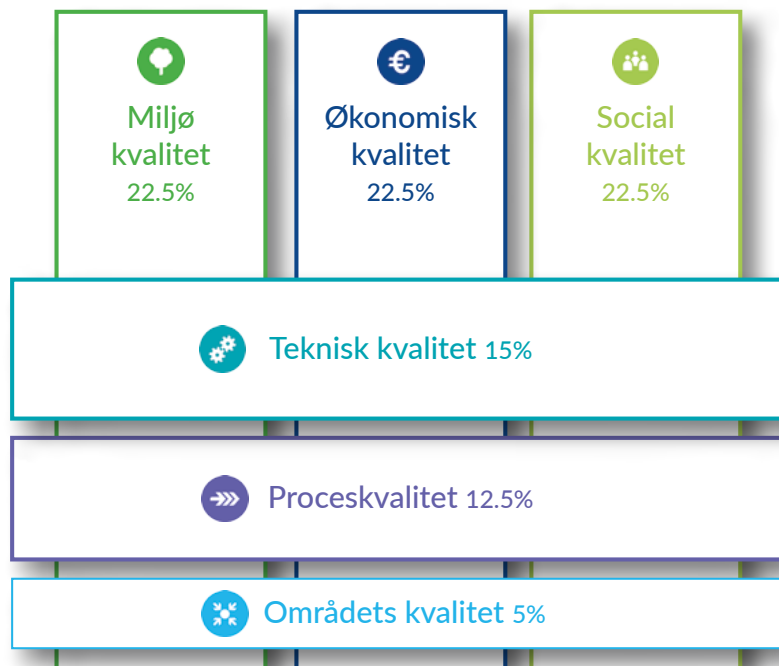 Miljø
kvalitet
22.5%
€
Økonomisk
kvalitet
22.5%
Social
kvalitet
22.5%
Teknisk kvalitet 15%
Proceskvalitet 12.5%
Områdets kvalitet 5%